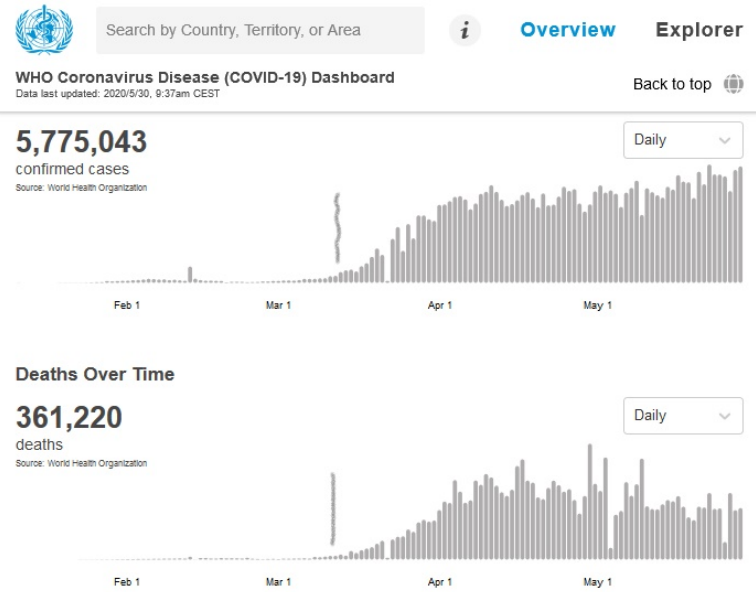 Search by Country, Territory, or Area
i
Overview
Explorer
WHO Coronavirus Disease (COVID-19) Dashboard
Data last updated: 2020/5/30, 9:37am CEST
Back to top
5,775,043
confirmed cases
Source: World Health Organization
Daily
Feb 1
Mar 1
Apr 1
May 1
Deaths Over Time
361,220
deaths
Source: World Health Organization
Daily
Feb 1
Mar 1
Apr 1
May 1